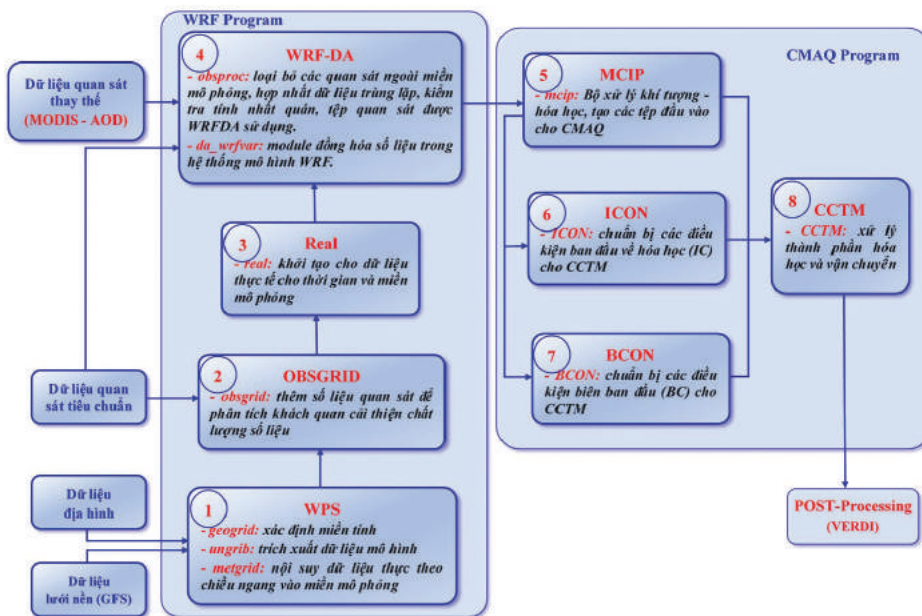 WRF Program
4
WRF-DA
- obsproc: loại bỏ các quan sát ngoài miền
mô phỏng, hợp nhất dữ liệu trùng lặp, kiểm
tra tính nhất quán, tệp quan sát được
WRFDA sử dụng.
- da_wrfvar: module đồng hóa số liệu trong
hệ thống mô hình WRF.
Dữ liệu quan sát
thay thế
(MODIS - AOD)
3
Real
- real: khởi tạo cho dữ liệu
thực tế cho thời gian và miền
mô phỏng
2
OBSGRID
- obsgrid: thêm số liệu quan sát để
phân tích khách quan cải thiện chất
lượng số liệu
Dữ liệu quan
sát tiêu chuẩn
1
WPS
- geogrid: xác định miền tính
- ungrib: trích xuất dữ liệu mô hình
- metgrid: nội suy dữ liệu thực theo
chiều ngang vào miền mô phỏng
Dữ liệu
địa hình
Dữ liệu
lưới nền (GFS)
CMAQ Program
5
MCIP
- mcip: Bộ xử lý khí tượng -
hóa học, tạo các tệp đầu vào
cho CMAQ
6
ICON
- ICON: chuẩn bị các điều
kiện ban đầu về hóa học (IC)
cho CCTM
7
BCON
- BCON: chuẩn bị các điều
kiện biên ban đầu (BC) cho
CCTM
8
CCTM
- CCTM: xử lý
thành phần hóa
học và vận chuyển
POST-Processing
(VERDI)